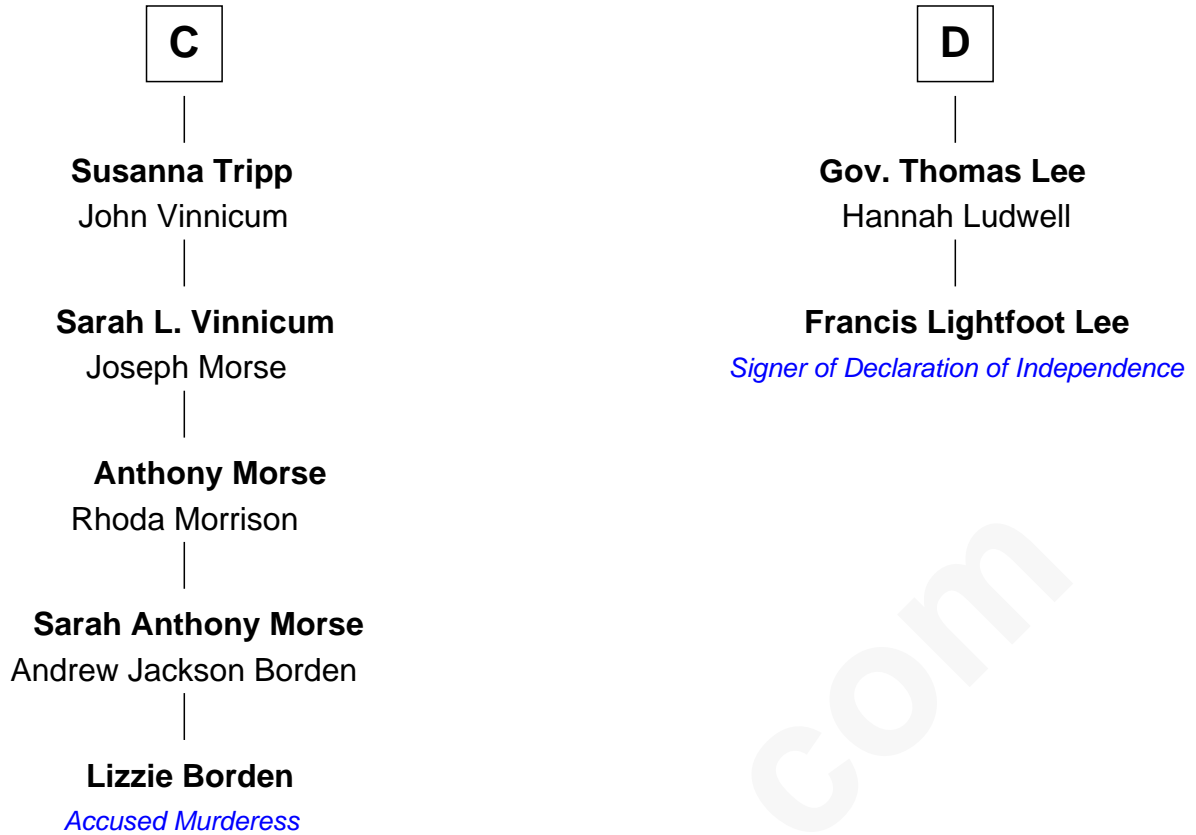 C
Susanna Tripp
John Vinnicum
Sarah L. Vinnicum
Joseph Morse
Anthony Morse
Rhoda Morrison
Sarah Anthony Morse
Andrew Jackson Borden
Lizzie Borden
Accused Murderess
D
Gov. Thomas Lee
Hannah Ludwell
Francis Lightfoot Lee
Signer of Declaration of Independence
com